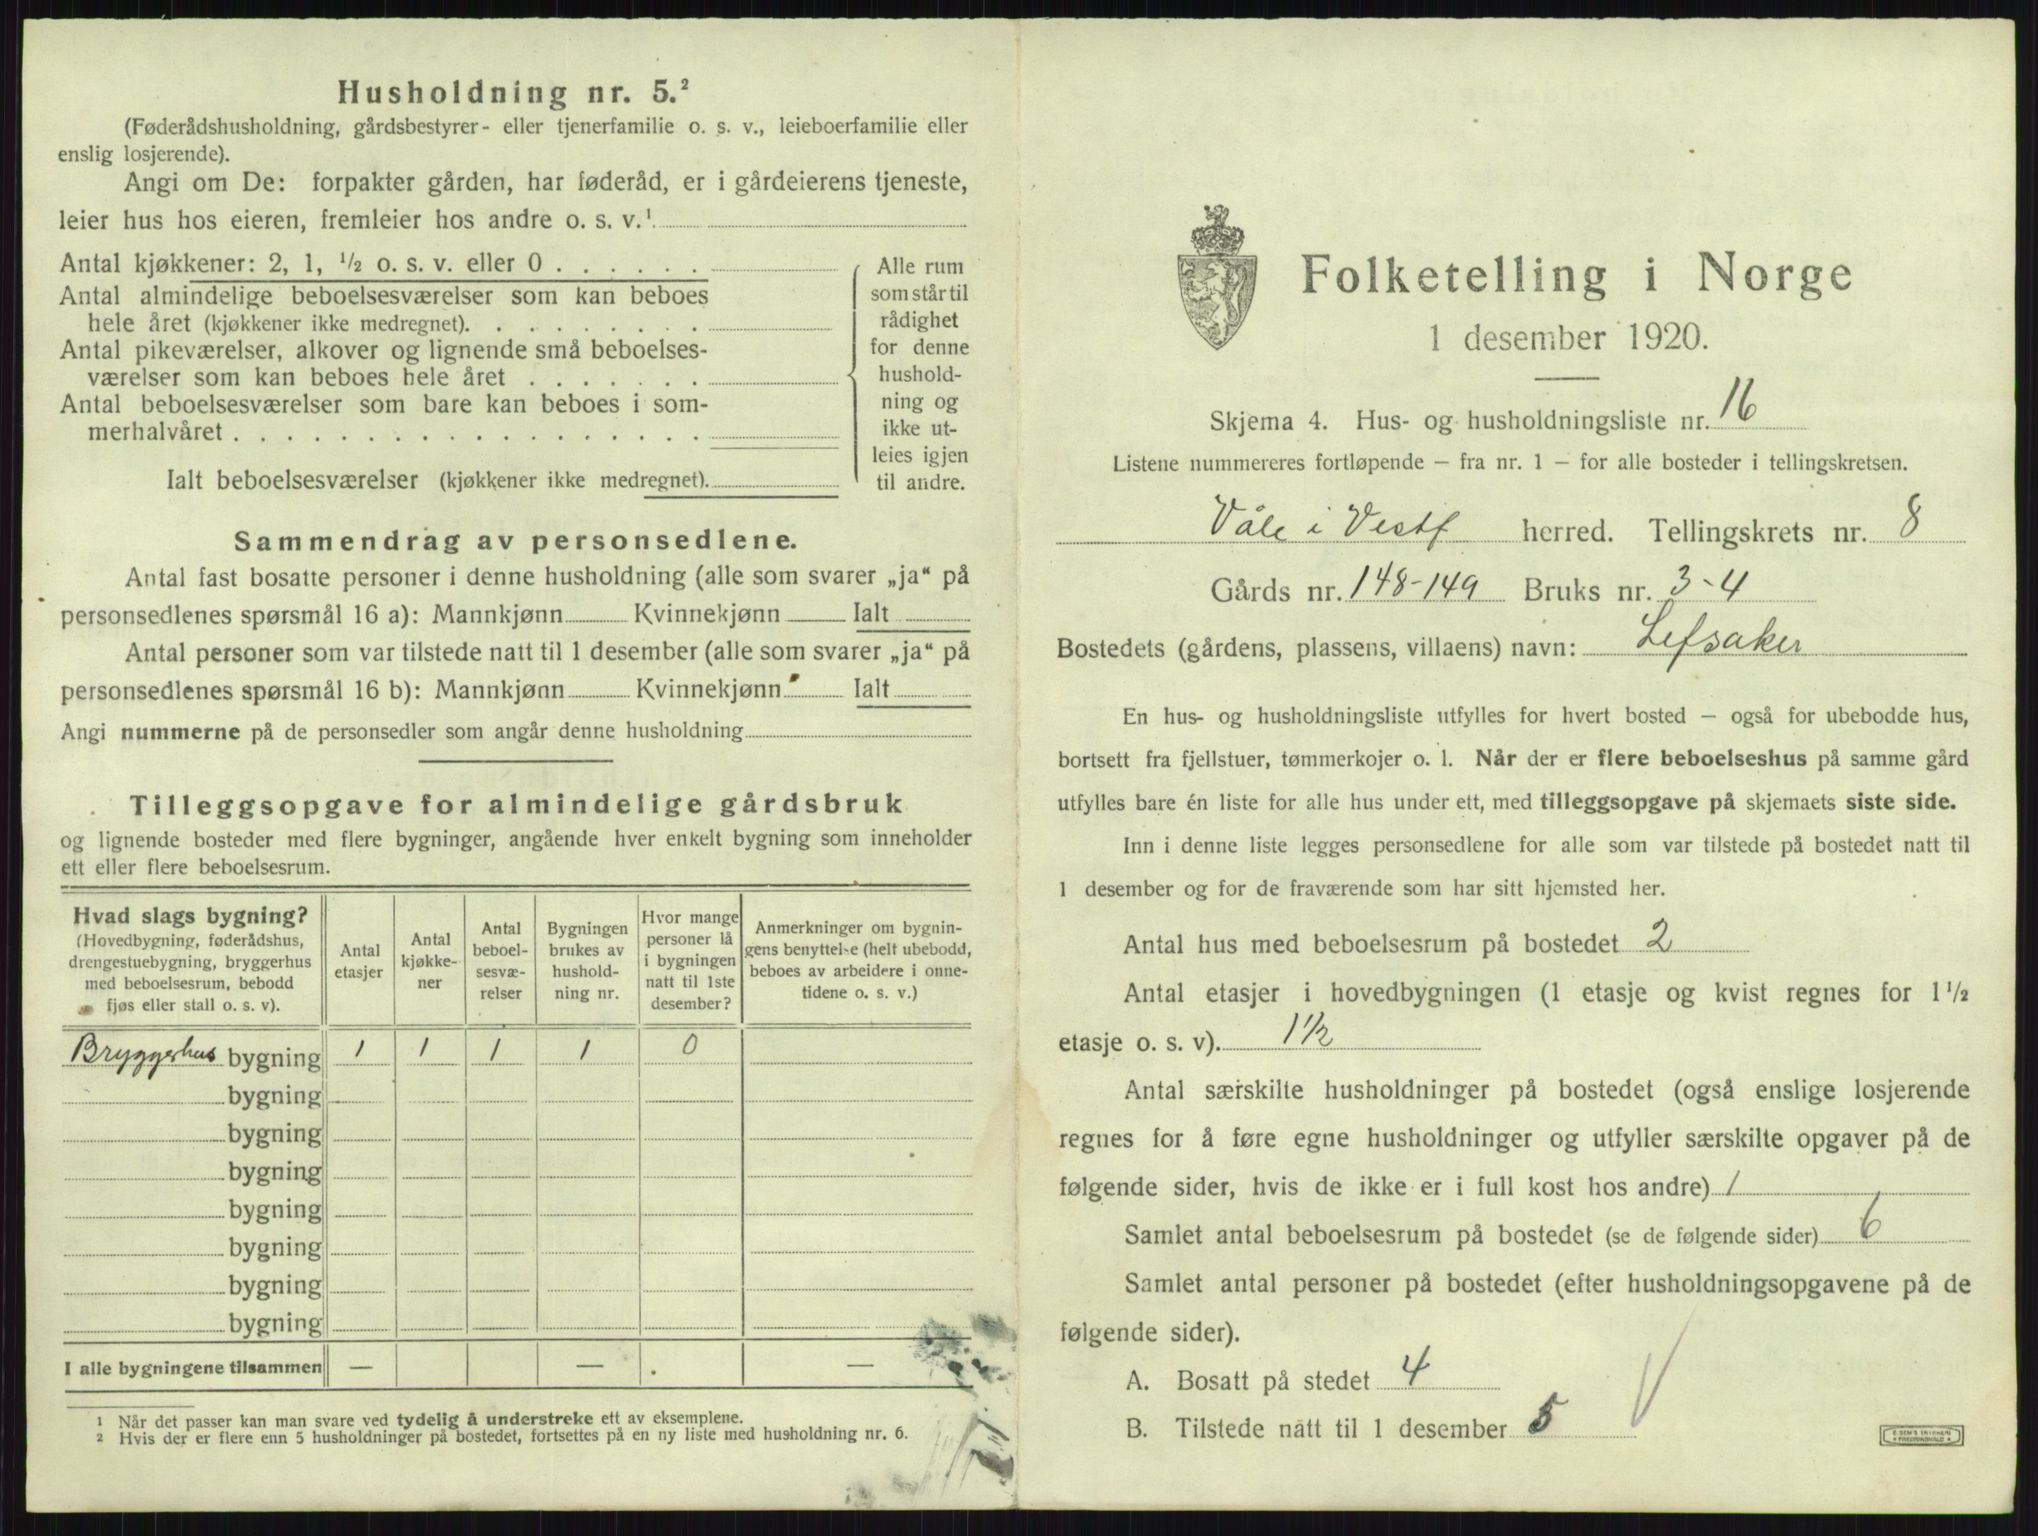 Husholdning nr. 5.²
(Føderådshusholdning, gårdsbestyrer- eller tjenerfamilie o. s. v., leieboerfamilie eller
enslig losjerende).
Angi om De: forpakter gården, har føderåd, er i gårdeierens tjeneste,
leier hus hos eieren, fremleier hos andre o. s. v.¹
Antal kjøkkener: 2, 1, ½ o. s. v. eller 0 . . . . . .
Antal almindelige beboelsesværelser som kan beboes
hele året (kjøkkener ikke medregnet). . . . . . . . .
Antal pikeværelser, alkover og lignende små beboelses-
værelser som kan beboes hele året . . . . . . .
Antal beboelsesværelser som bare kan beboes i som-
merhalvåret . . . . . . . . . . . . . . . . . .
Ialt beboelsesværelser (kjøkkener ikke medregnet).
Alle rum
som står til
rådighet
for denne
hushold-
ning og
ikke ut-
leies igjen
til andre.
Sammendrag av personsedlene.
Antal fast bosatte personer i denne husholdning (alle som svarer „ja“ på
personsedlenes spørsmål 16 a): Mannkjønn Kvinnekjønn Ialt
Antal personer som var tilstede natt til 1 desember (alle som svarer „ja“ på
personsedlenes spørsmål 16 b): Mannkjønn Kvinnekjønn Ialt
Angi nummerne på de personsedler som angår denne husholdning
Tilleggsopgave for almindelige gårdsbruk
og lignende bosteder med flere bygninger, angående hver enkelt bygning som inneholder
ett eller flere beboelsesrum.
Hvad slags bygning?
(Hovedbygning, føderådshus,
drengestuebygning, bryggerhus
med beboelsesrum, bebodd
fjøs eller stall o. s. v).
Antal
etasjer
Antal
kjøkke-
ner
Antal
beboel-
sesvæ-
relser
Bygningen
brukes av
hushold-
ning nr.
Hvor mange
personer lå
i bygningen
natt til 1ste
desember?
Anmerkninger om bygnin-
gens benyttelse (helt ubebodd,
beboes av arbeidere i onne-
tidene o. s. v.)
Bryggerhus bygning 1 1 1 1 0
bygning
bygning
bygning
bygning
bygning
bygning
bygning
I alle bygningene tilsammen — — —
¹ Når det passer kan man svare ved tydelig å understreke ett av eksemplene.
² Hvis der er flere enn 5 husholdninger på bostedet, fortsettes på en ny liste med husholdning nr. 6.
Folketelling i Norge
1 desember 1920.
Skjema 4. Hus- og husholdningsliste nr. 16
Listene nummereres fortløpende — fra nr. 1 — for alle bosteder i tellingskretsen.
Våle i Vestf herred. Tellingskrets nr. 8
Gårds nr. 148-149 Bruks nr. 3-4
Bostedets (gårdens, plassens, villaens) navn: Lefsaker
En hus- og husholdningsliste utfylles for hvert bosted — også for ubebodde hus,
bortsett fra fjellstuer, tømmerkojer o. l. Når der er flere beboelseshus på samme gård
utfylles bare én liste for alle hus under ett, med tilleggsopgave på skjemaets siste side.
Inn i denne liste legges personsedlene for alle som var tilstede på bostedet natt til
1 desember og for de fraværende som har sitt hjemsted her.
Antal hus med beboelsesrum på bostedet 2
Antal etasjer i hovedbygningen (1 etasje og kvist regnes for 1½
etasje o. s. v). 1½
Antal særskilte husholdninger på bostedet (også enslige losjerende
regnes for å føre egne husholdninger og utfyller særskilte opgaver på de
følgende sider, hvis de ikke er i full kost hos andre) 1
Samlet antal beboelsesrum på bostedet (se de følgende sider) 6
Samlet antal personer på bostedet (efter husholdningsopgavene på de
følgende sider).
A. Bosatt på stedet 4
B. Tilstede natt til 1 desember 5